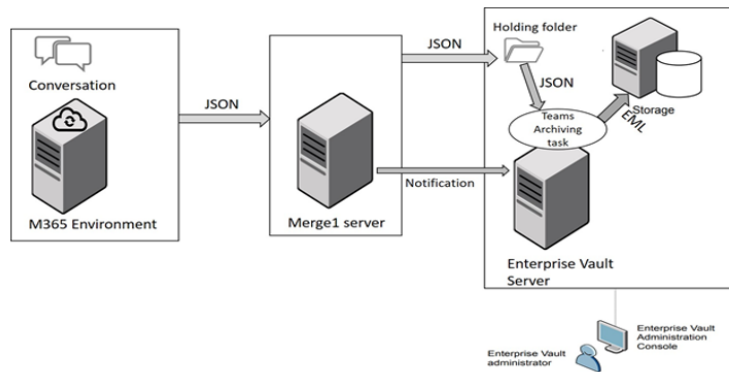 Conversation
M365 Environment
JSON
Merge1 server
JSON
Notification
Holding folder
JSON
Teams
Archiving
task
EML
Storage
Enterprise Vault
Server
Enterprise Vault
Administration
Console
Enterprise Vault
administrator